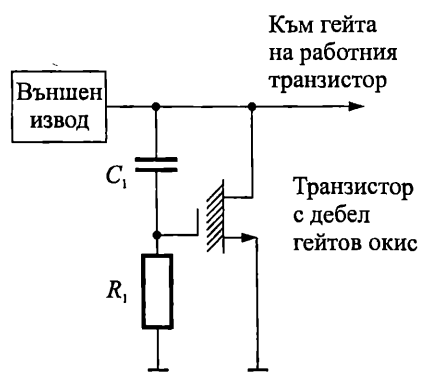 Към гейта
на работния
транзистор
Външен
извод
C₁
Транзистор
с дебел
гейтов окис
R₁